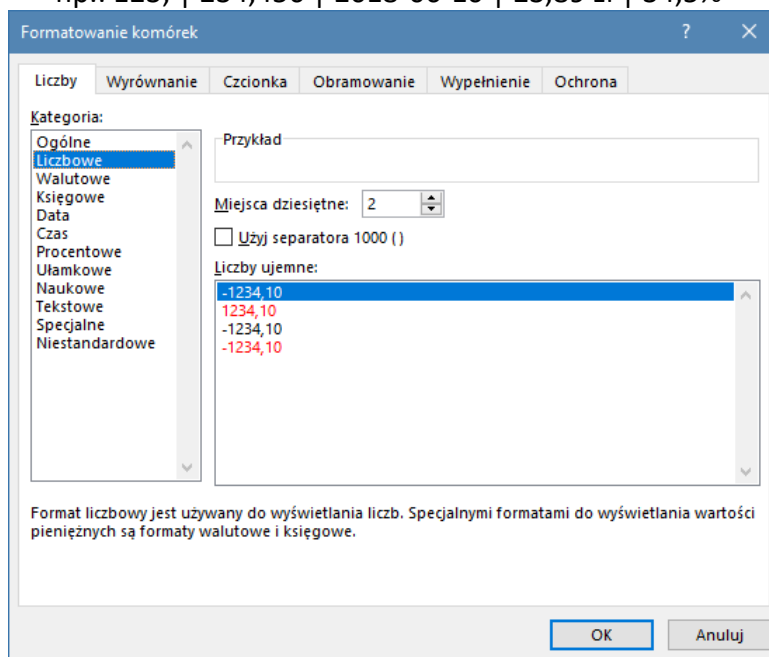 Formatowanie komórek ? ×
Liczby Wyrównanie Czcionka Obramowanie Wypełnienie Ochrona
Kategoria:
Ogólne
Liczbowe
Walutowe
Księgowe
Data
Czas
Procentowe
Ułamkowe
Naukowe
Tekstowe
Specjalne
Niestandardowe
Przykład
Miejsca dziesiętne: 2
Użyj separatora 1000 ( )
Liczby ujemne:
-1234,10
1234,10
-1234,10
-1234,10
Format liczbowy jest używany do wyświetlania liczb. Specjalnymi formatami do wyświetlania wartości
pieniężnych są formaty walutowe i księgowe.
OK Anuluj